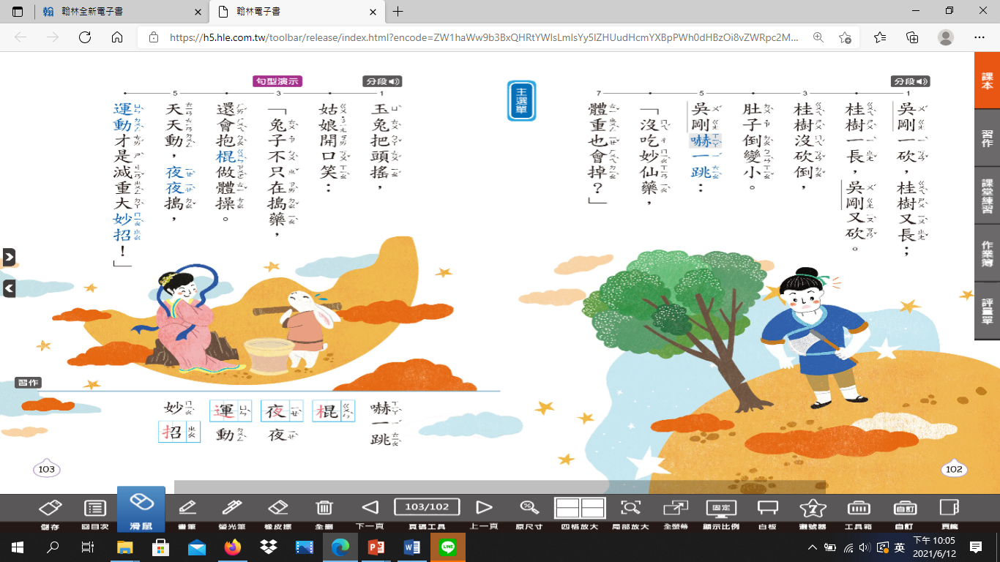 翰林全新電子書
翰林電子書
https://h5.hle.com.tw/toolbar/release/index.html?encode=ZW1haWw9b3BxQHRtYWlsLmlsYy5lZHUudHcmYXBpPWh0dHBzOi8vZWRpc2M...
分段
1 3 5 7
吳剛一砍,桂樹又長;
桂樹一長,吳剛又砍。
桂樹沒砍倒,
肚子倒變小。
吳剛嚇一跳:
「沒吃妙仙藥,
體重也會掉?」
主選單
分段
句型演示
1 3 5
玉兔把頭搖,
姑娘開口笑:
「兔子不只在搗藥,
還會抱棍做體操。
天天動,夜夜搗,
運動才是減重大妙招!」
習作
嚇一跳
棍
夜夜
運動
妙招
103
102
課本
習作
課堂練習
作業簿
評量單
儲存
回目次
滑鼠
畫筆
螢光筆
橡皮擦
全刪
下一頁
103/102
頁碼工具
上一頁
原尺寸
四格放大
局部放大
全螢幕
固定
顯示比例
白板
7
選號器
工具箱
自訂
自訂
頁籤
英
下午 10:05
2021/6/12